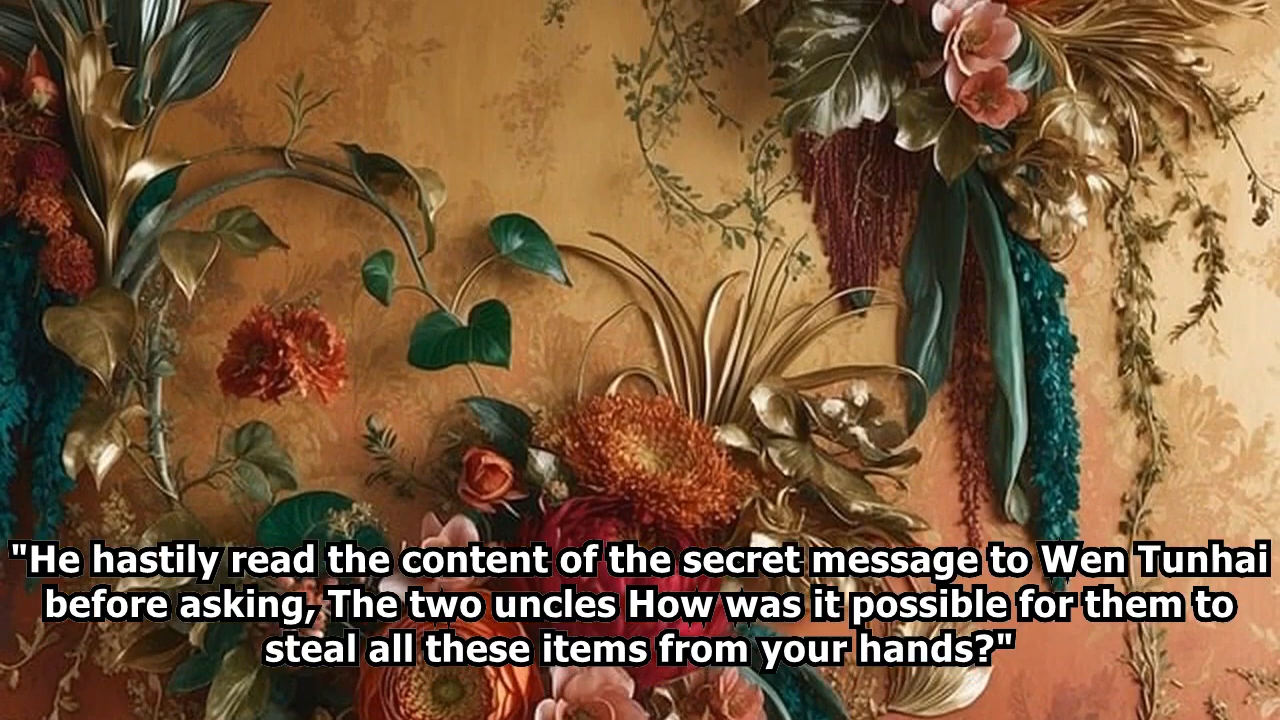 "He hastily read the content of the secret message to Wen Tunhai
before asking, The two uncles How was it possible for them to
steal all these items from your hands?"